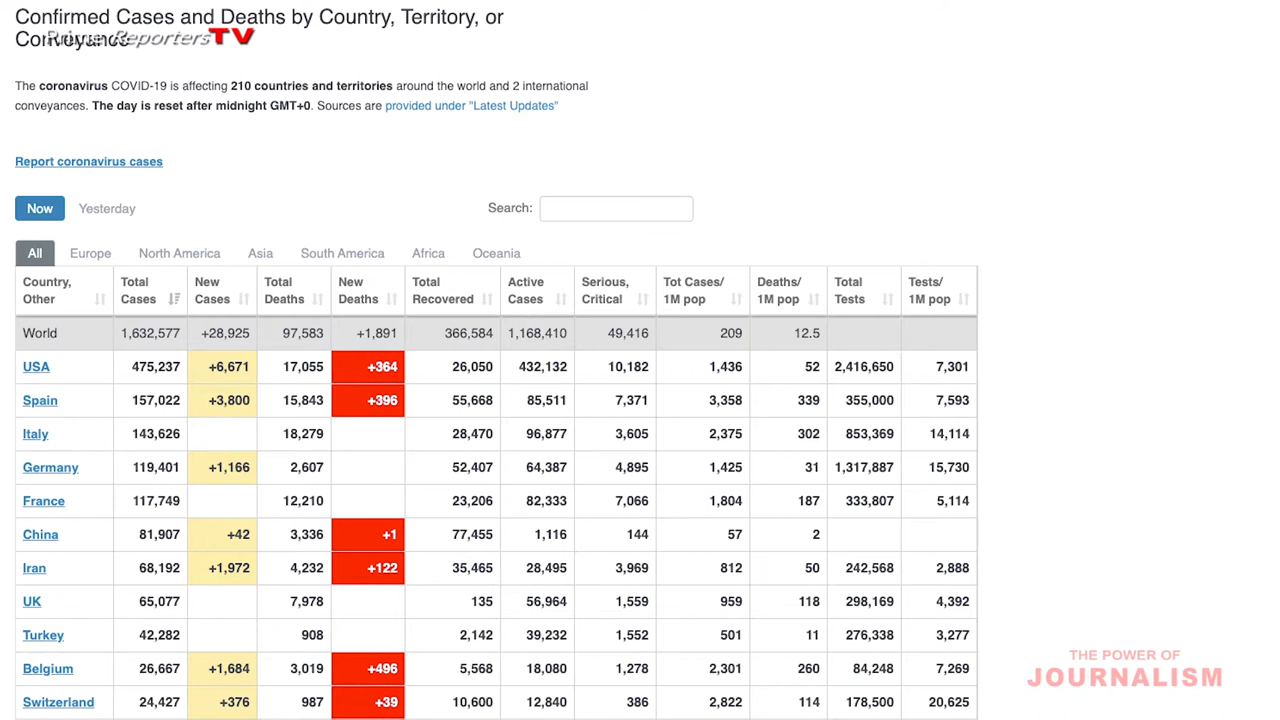 Confirmed Cases and Deaths by Country, Territory, or
Conveyance
Prime Reporters TV
The coronavirus COVID-19 is affecting 210 countries and territories around the world and 2 international
conveyances. The day is reset after midnight GMT+0. Sources are provided under "Latest Updates"
Report coronavirus cases
Now Yesterday Search:
All Europe North America Asia South America Africa Oceania
Country, Total New Total New Total Active Serious, Tot Cases/ Deaths/ Total Tests/
Other Cases Cases Deaths Deaths Recovered Cases Critical 1M pop 1M pop Tests 1M pop
World 1,632,577 +28,925 97,583 +1,891 366,584 1,168,410 49,416 209 12.5
USA 475,237 +6,671 17,055 +364 26,050 432,132 10,182 1,436 52 2,416,650 7,301
Spain 157,022 +3,800 15,843 +396 55,668 85,511 7,371 3,358 339 355,000 7,593
Italy 143,626 18,279 28,470 96,877 3,605 2,375 302 853,369 14,114
Germany 119,401 +1,166 2,607 52,407 64,387 4,895 1,425 31 1,317,887 15,730
France 117,749 12,210 23,206 82,333 7,066 1,804 187 333,807 5,114
China 81,907 +42 3,336 +1 77,455 1,116 144 57 2
Iran 68,192 +1,972 4,232 +122 35,465 28,495 3,969 812 50 242,568 2,888
UK 65,077 7,978 135 56,964 1,559 959 118 298,169 4,392
Turkey 42,282 908 2,142 39,232 1,552 501 11 276,338 3,277
Belgium 26,667 +1,684 3,019 +496 5,568 18,080 1,278 2,301 260 84,248 7,269
Switzerland 24,427 +376 987 +39 10,600 12,840 386 2,822 114 178,500 20,625
THE POWER OF
JOURNALISM